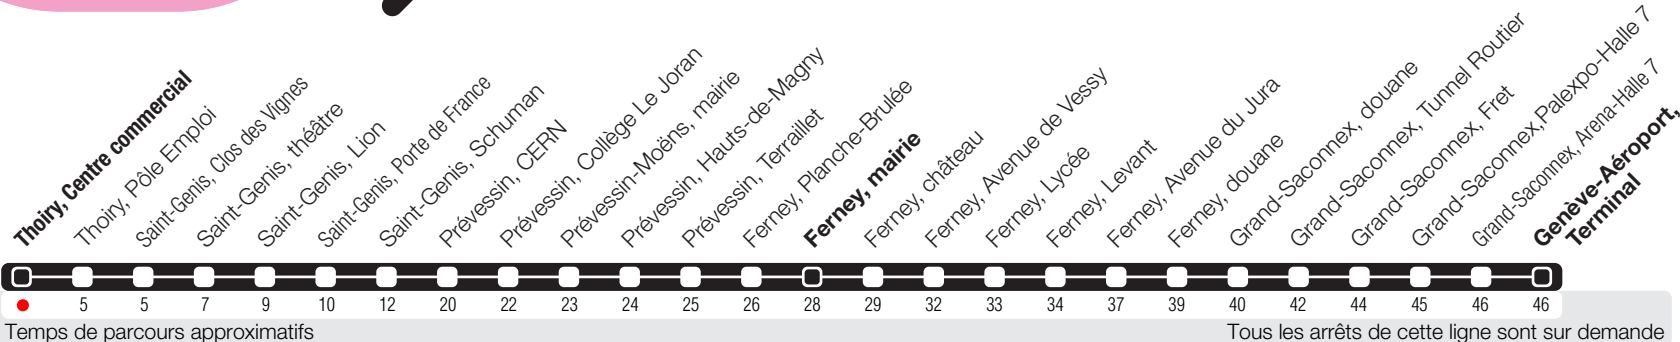 Thoiry, Centre commercial
Thoiry, Pôle Emploi
Saint-Genis, Clos des Vignes
Saint-Genis, théâtre
Saint-Genis, Lion
Saint-Genis, Porte de France
Saint-Genis, Schuman
Prévessin, CERN
Prévessin, Collège Le Joran
Prévessin-Moëns, mairie
Prévessin, Hauts-de-Magny
Prévessin, Terraillet
Ferney, Planche-Brulée
Ferney, mairie
Ferney, château
Ferney, Avenue de Vessy
Ferney, Lycée
Ferney, Levant
Ferney, Avenue du Jura
Ferney, douane
Grand-Saconnex, douane
Grand-Saconnex, Tunnel Routier
Grand-Saconnex, Fret
Grand-Saconnex,Palexpo-Halle 7
Grand-Saconnex, Arena-Halle 7
Genève-Aéroport,
Terminal
5 5 7 9 10 12 20 22 23 24 25 26 28 29 32 33 34 37 39 40 42 44 45 46 46
Temps de parcours approximatifs
Tous les arrêts de cette ligne sont sur demande